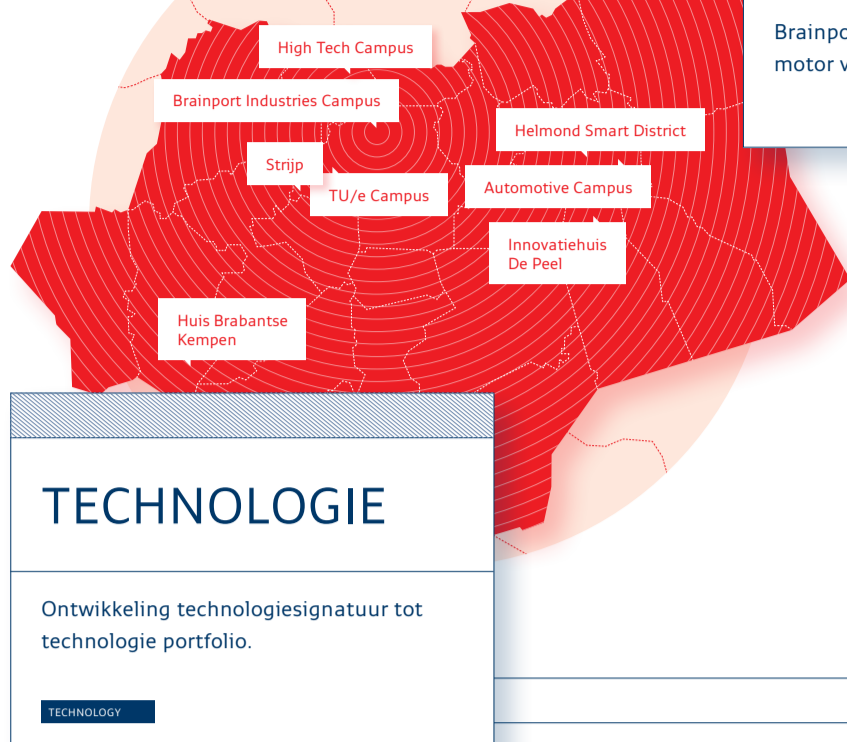 High Tech Campus
Brainport Industries Campus
Strijp
TU/e Campus
Helmond Smart District
Automotive Campus
Innovatiehuis
De Peel
Huis Brabantse
Kempen
motor
TECHNOLOGIE
Ontwikkeling technologiesignatuur tot
technologie portfolio.
TECHNOLOGY